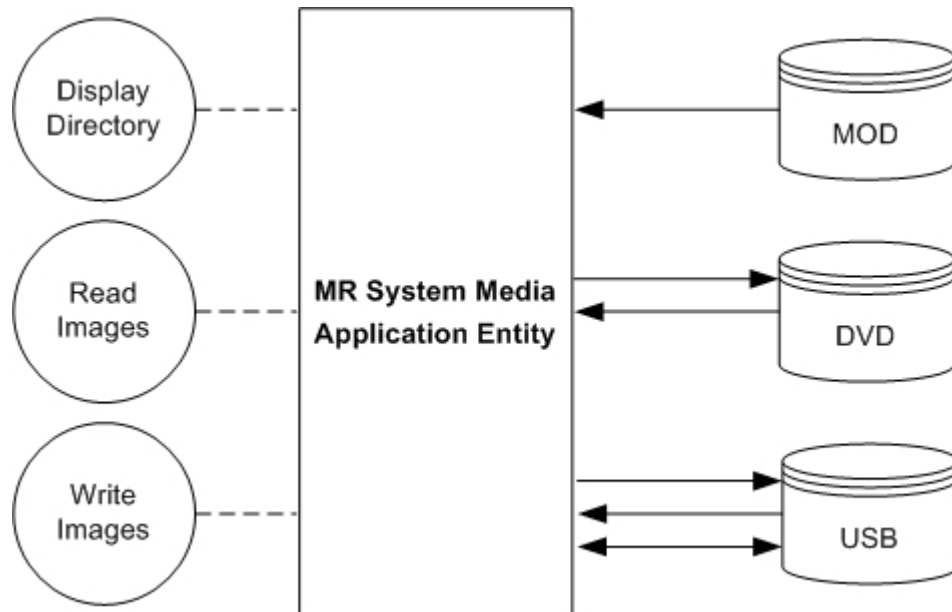 Display
Directory
MOD
Read
Images
MR System Media
Application Entity
DVD
Write
Images
USB